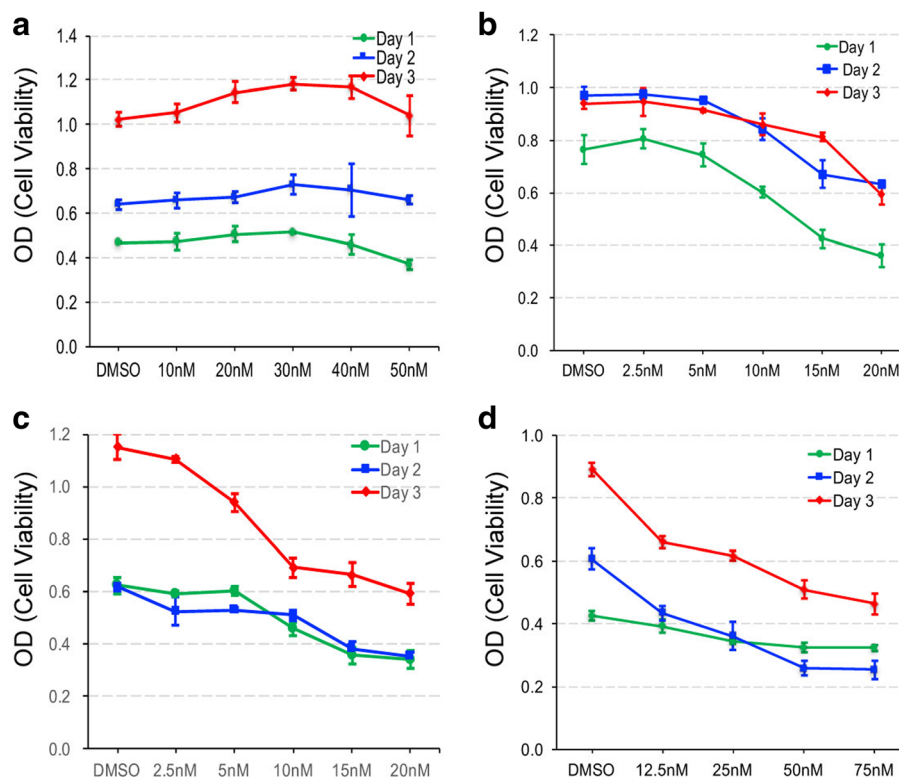 a
OD (Cell Viability)
1.4
1.2
1.0
0.8
0.6
0.4
0.2
0.0
DMSO 10nM 20nM 30nM 40nM 50nM
Day 1
Day 2
Day 3
b
OD (Cell Viability)
1.2
1.0
0.8
0.6
0.4
0.2
0.0
DMSO 2.5nM 5nM 10nM 15nM 20nM
Day 1
Day 2
Day 3
c
OD (Cell Viability)
1.2
1.0
0.8
0.6
0.4
0.2
0.0
DMSO 2.5nM 5nM 10nM 15nM 20nM
Day 1
Day 2
Day 3
d
OD (Cell Viability)
1.0
0.8
0.6
0.4
0.2
0.0
DMSO 12.5nM 25nM 50nM 75nM
Day 1
Day 2
Day 3